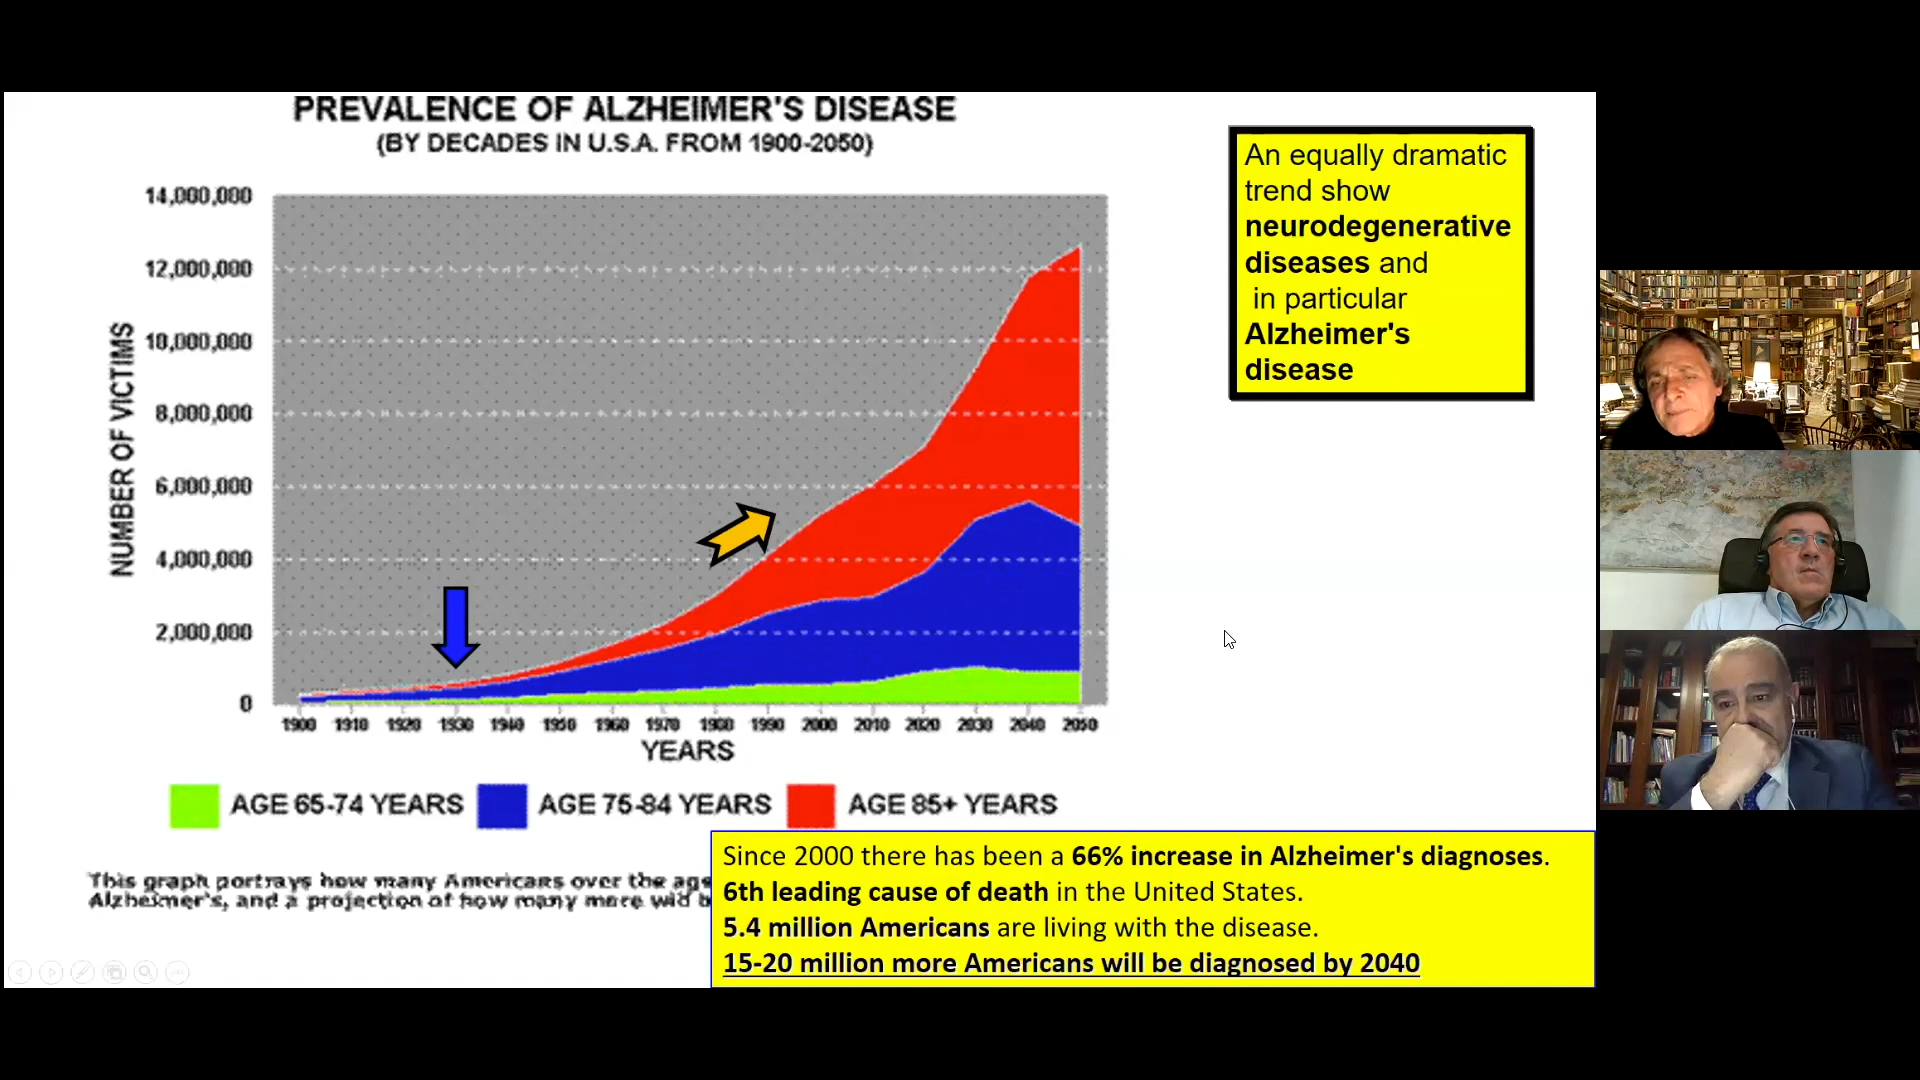 PREVALENCE OF ALZHEIMER'S DISEASE
(BY DECADES IN U.S.A. FROM 1900-2050)
14,000,000
12,000,000
10,000,000
8,000,000
6,000,000
4,000,000
2,000,000
0
NUMBER OF VICTIMS
1900 1910 1920 1930 1940 1950 1960 1970 1980 1990 2000 2010 2020 2030 2040 2050
YEARS
AGE 65-74 YEARS AGE 75-84 YEARS AGE 85+ YEARS
This graph portrays how many Americans over the age
Alzheimer's, and a projection of how many more will b
An equally dramatic
trend show
neurodegenerative
diseases and
in particular
Alzheimer's
disease
Since 2000 there has been a 66% increase in Alzheimer's diagnoses.
6th leading cause of death in the United States.
5.4 million Americans are living with the disease.
15-20 million more Americans will be diagnosed by 2040